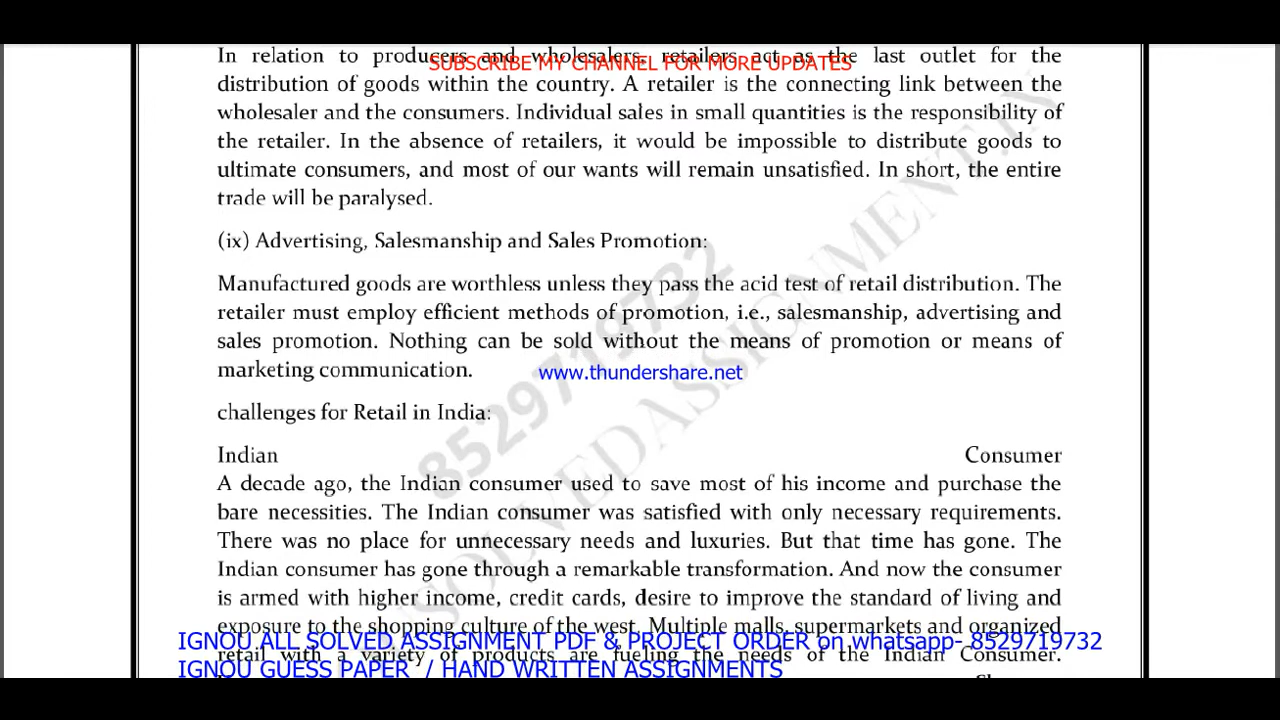 In relation to producers and wholesalers, retailers act as the last outlet for the
SUBSCRIBE MY CHANNEL FOR MORE UPDATES
distribution of goods within the country. A retailer is the connecting link between the
wholesaler and the consumers. Individual sales in small quantities is the responsibility of
the retailer. In the absence of retailers, it would be impossible to distribute goods to
ultimate consumers, and most of our wants will remain unsatisfied. In short, the entire
trade will be paralysed.
(ix) Advertising, Salesmanship and Sales Promotion:
Manufactured goods are worthless unless they pass the acid test of retail distribution. The
retailer must employ efficient methods of promotion, i.e., salesmanship, advertising and
sales promotion. Nothing can be sold without the means of promotion or means of
marketing communication.
www.thundershare.net
challenges for Retail in India:
Indian Consumer
A decade ago, the Indian consumer used to save most of his income and purchase the
bare necessities. The Indian consumer was satisfied with only necessary requirements.
There was no place for unnecessary needs and luxuries. But that time has gone. The
Indian consumer has gone through a remarkable transformation. And now the consumer
is armed with higher income, credit cards, desire to improve the standard of living and
exposure to the shopping culture of the west. Multiple malls, supermarkets and organized
IGNOU ALL SOLVED ASSIGNMENT PDF & PROJECT ORDER on whatsapp- 8529719732
retail with a variety of products are fueling the needs of the Indian Consumer.
IGNOU GUESS PAPER / HAND WRITTEN ASSIGNMENTS
8529719732